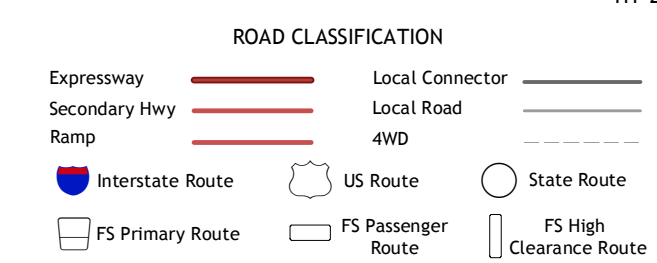 ROAD CLASSIFICATION
Expressway
Local Connector
Secondary Hwy
Local Road
Ramp
4WD
Interstate Route
US Route
State Route
FS Primary Route
FS Passenger
Route
FS High
Clearance Route